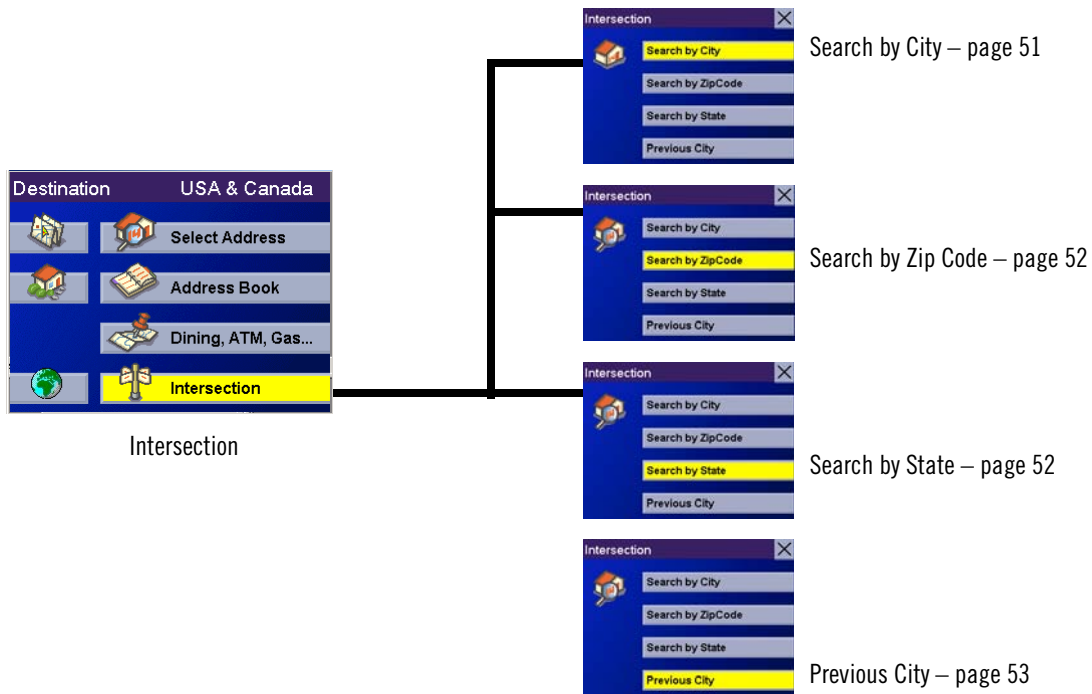 Destination USA & Canada
Select Address
Address Book
Dining, ATM, Gas...
Intersection
Intersection
Intersection
Search by City
Search by ZipCode
Search by State
Previous City
Search by City – page 51
Intersection
Search by City
Search by ZipCode
Search by State
Previous City
Search by Zip Code – page 52
Intersection
Search by City
Search by ZipCode
Search by State
Previous City
Search by State – page 52
Intersection
Search by City
Search by ZipCode
Search by State
Previous City
Previous City – page 53